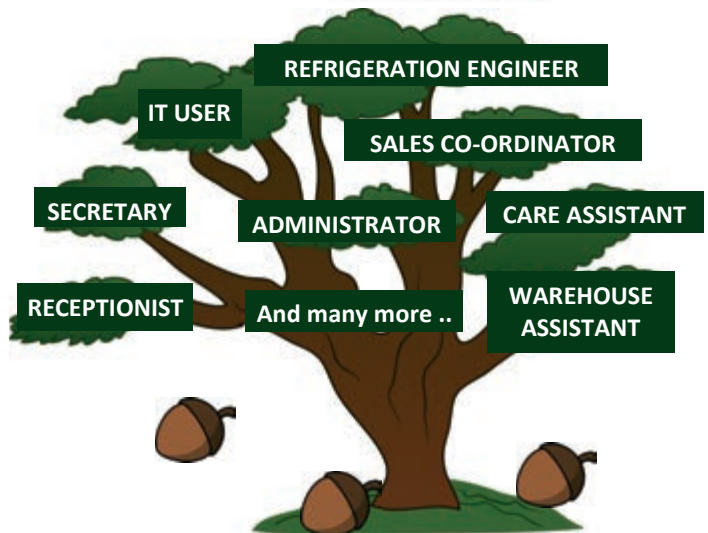 REFRIGERATION ENGINEER
IT USER
SALES CO-ORDINATOR
SECRETARY
ADMINISTRATOR
CARE ASSISTANT
RECEPTIONIST
And many more ..
WAREHOUSE
ASSISTANT